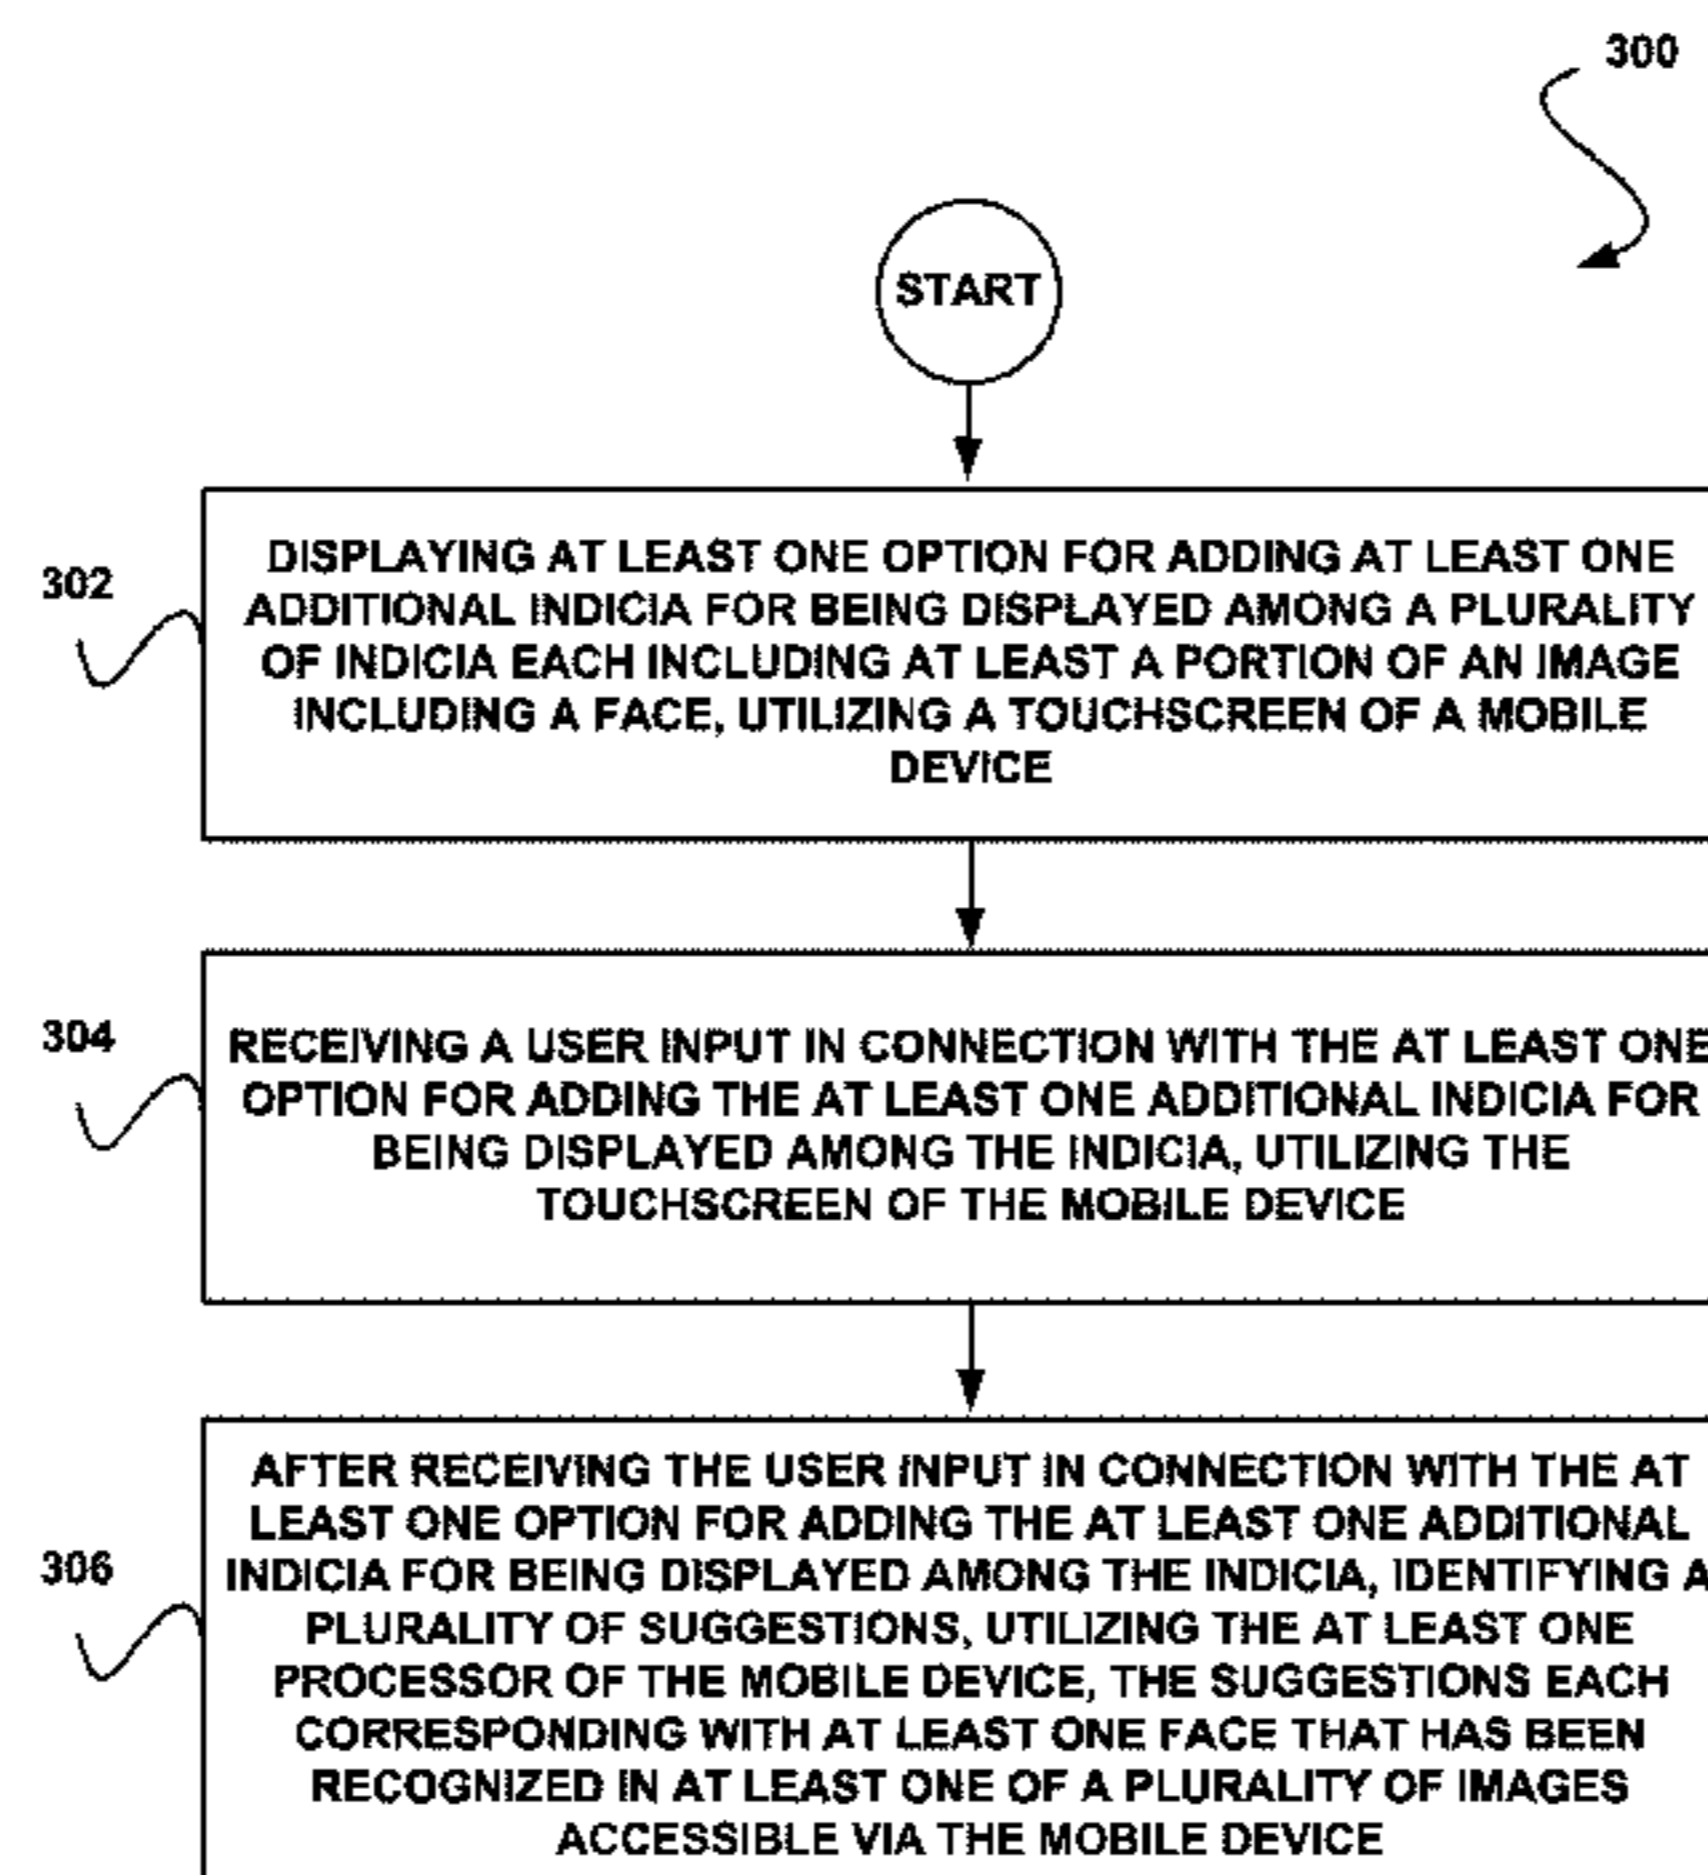 300
START
302
DISPLAYING AT LEAST ONE OPTION FOR ADDING AT LEAST ONE
ADDITIONAL INDICIA FOR BEING DISPLAYED AMONG A PLURALITY
OF INDICIA EACH INCLUDING AT LEAST A PORTION OF AN IMAGE
INCLUDING A FACE, UTILIZING A TOUCHSCREEN OF A MOBILE
DEVICE
304
RECEIVING A USER INPUT IN CONNECTION WITH THE AT LEAST ONE
OPTION FOR ADDING THE AT LEAST ONE ADDITIONAL INDICIA FOR
BEING DISPLAYED AMONG THE INDICIA, UTILIZING THE
TOUCHSCREEN OF THE MOBILE DEVICE
306
AFTER RECEIVING THE USER INPUT IN CONNECTION WITH THE AT
LEAST ONE OPTION FOR ADDING THE AT LEAST ONE ADDITIONAL
INDICIA FOR BEING DISPLAYED AMONG THE INDICIA, IDENTIFYING A
PLURALITY OF SUGGESTIONS, UTILIZING THE AT LEAST ONE
PROCESSOR OF THE MOBILE DEVICE, THE SUGGESTIONS EACH
CORRESPONDING WITH AT LEAST ONE FACE THAT HAS BEEN
RECOGNIZED IN AT LEAST ONE OF A PLURALITY OF IMAGES
ACCESSIBLE VIA THE MOBILE DEVICE